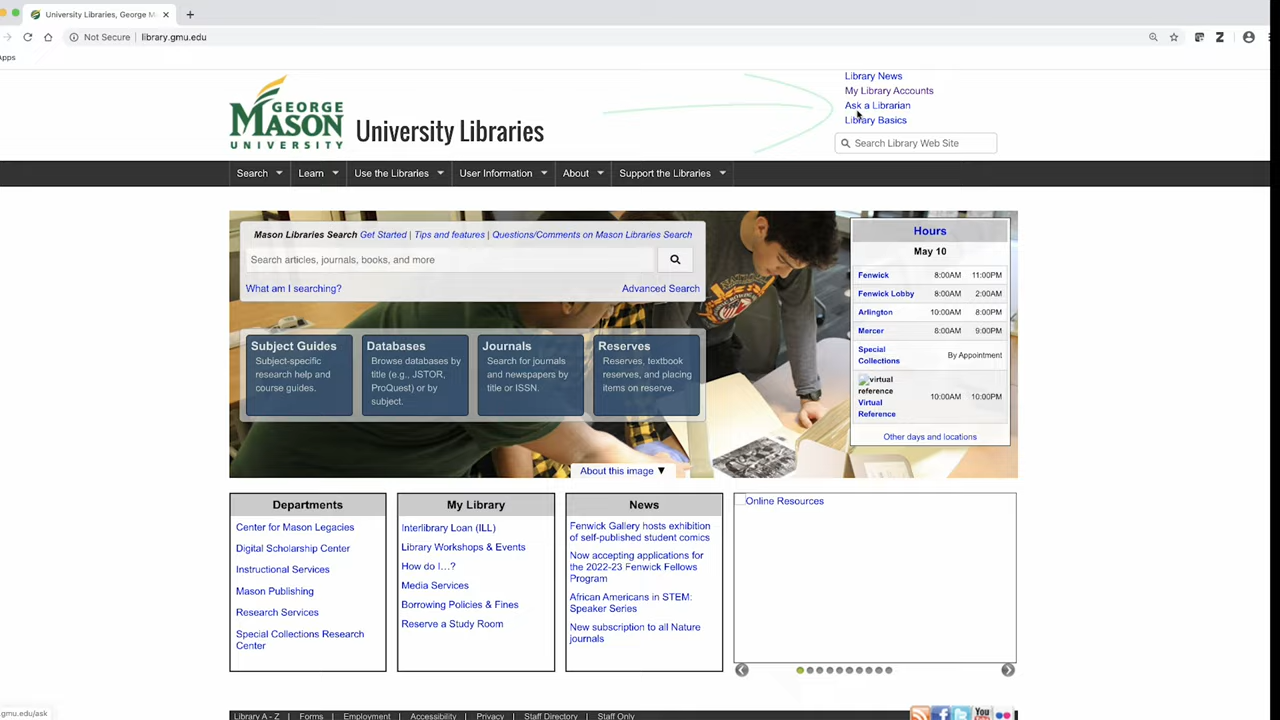 University Libraries, George M
Not Secure
library.gmu.edu
Apps
Library News
My Library Accounts
Ask a Librarian
Library Basics
GEORGE
MASON
UNIVERSITY
University Libraries
Search Library Web Site
Search
Learn
Use the Libraries
User Information
About
Support the Libraries
Mason Libraries Search Get Started | Tips and features | Questions/Comments on Mason Libraries Search
Search articles, journals, books, and more
What am I searching?
Advanced Search
Subject Guides
Subject-specific
research help and
course guides.
Databases
Browse databases by
title (e.g., JSTOR,
ProQuest) or by
subject.
Journals
Search for journals
and newspapers by
title or ISSN.
Reserves
Reserves, textbook
reserves, and placing
items on reserve.
About this image ▼
Hours
May 10
Fenwick 8:00AM 11:00PM
Fenwick Lobby 8:00AM 2:00AM
Arlington 10:00AM 8:00PM
Mercer 8:00AM 9:00PM
Special
Collections
By Appointment
virtual
reference
Virtual
Reference
10:00AM 10:00PM
Other days and locations
Departments
Center for Mason Legacies
Digital Scholarship Center
Instructional Services
Mason Publishing
Research Services
Special Collections Research
Center
My Library
Interlibrary Loan (ILL)
Library Workshops & Events
How do I...?
Media Services
Borrowing Policies & Fines
Reserve a Study Room
News
Fenwick Gallery hosts exhibition
of self-published student comics
Now accepting applications for
the 2022-23 Fenwick Fellows
Program
African Americans in STEM:
Speaker Series
New subscription to all Nature
journals
Online Resources
gmu.edu/ask
Library A - Z | Forms | Employment | Accessibility | Privacy | Staff Directory | Staff Only
You